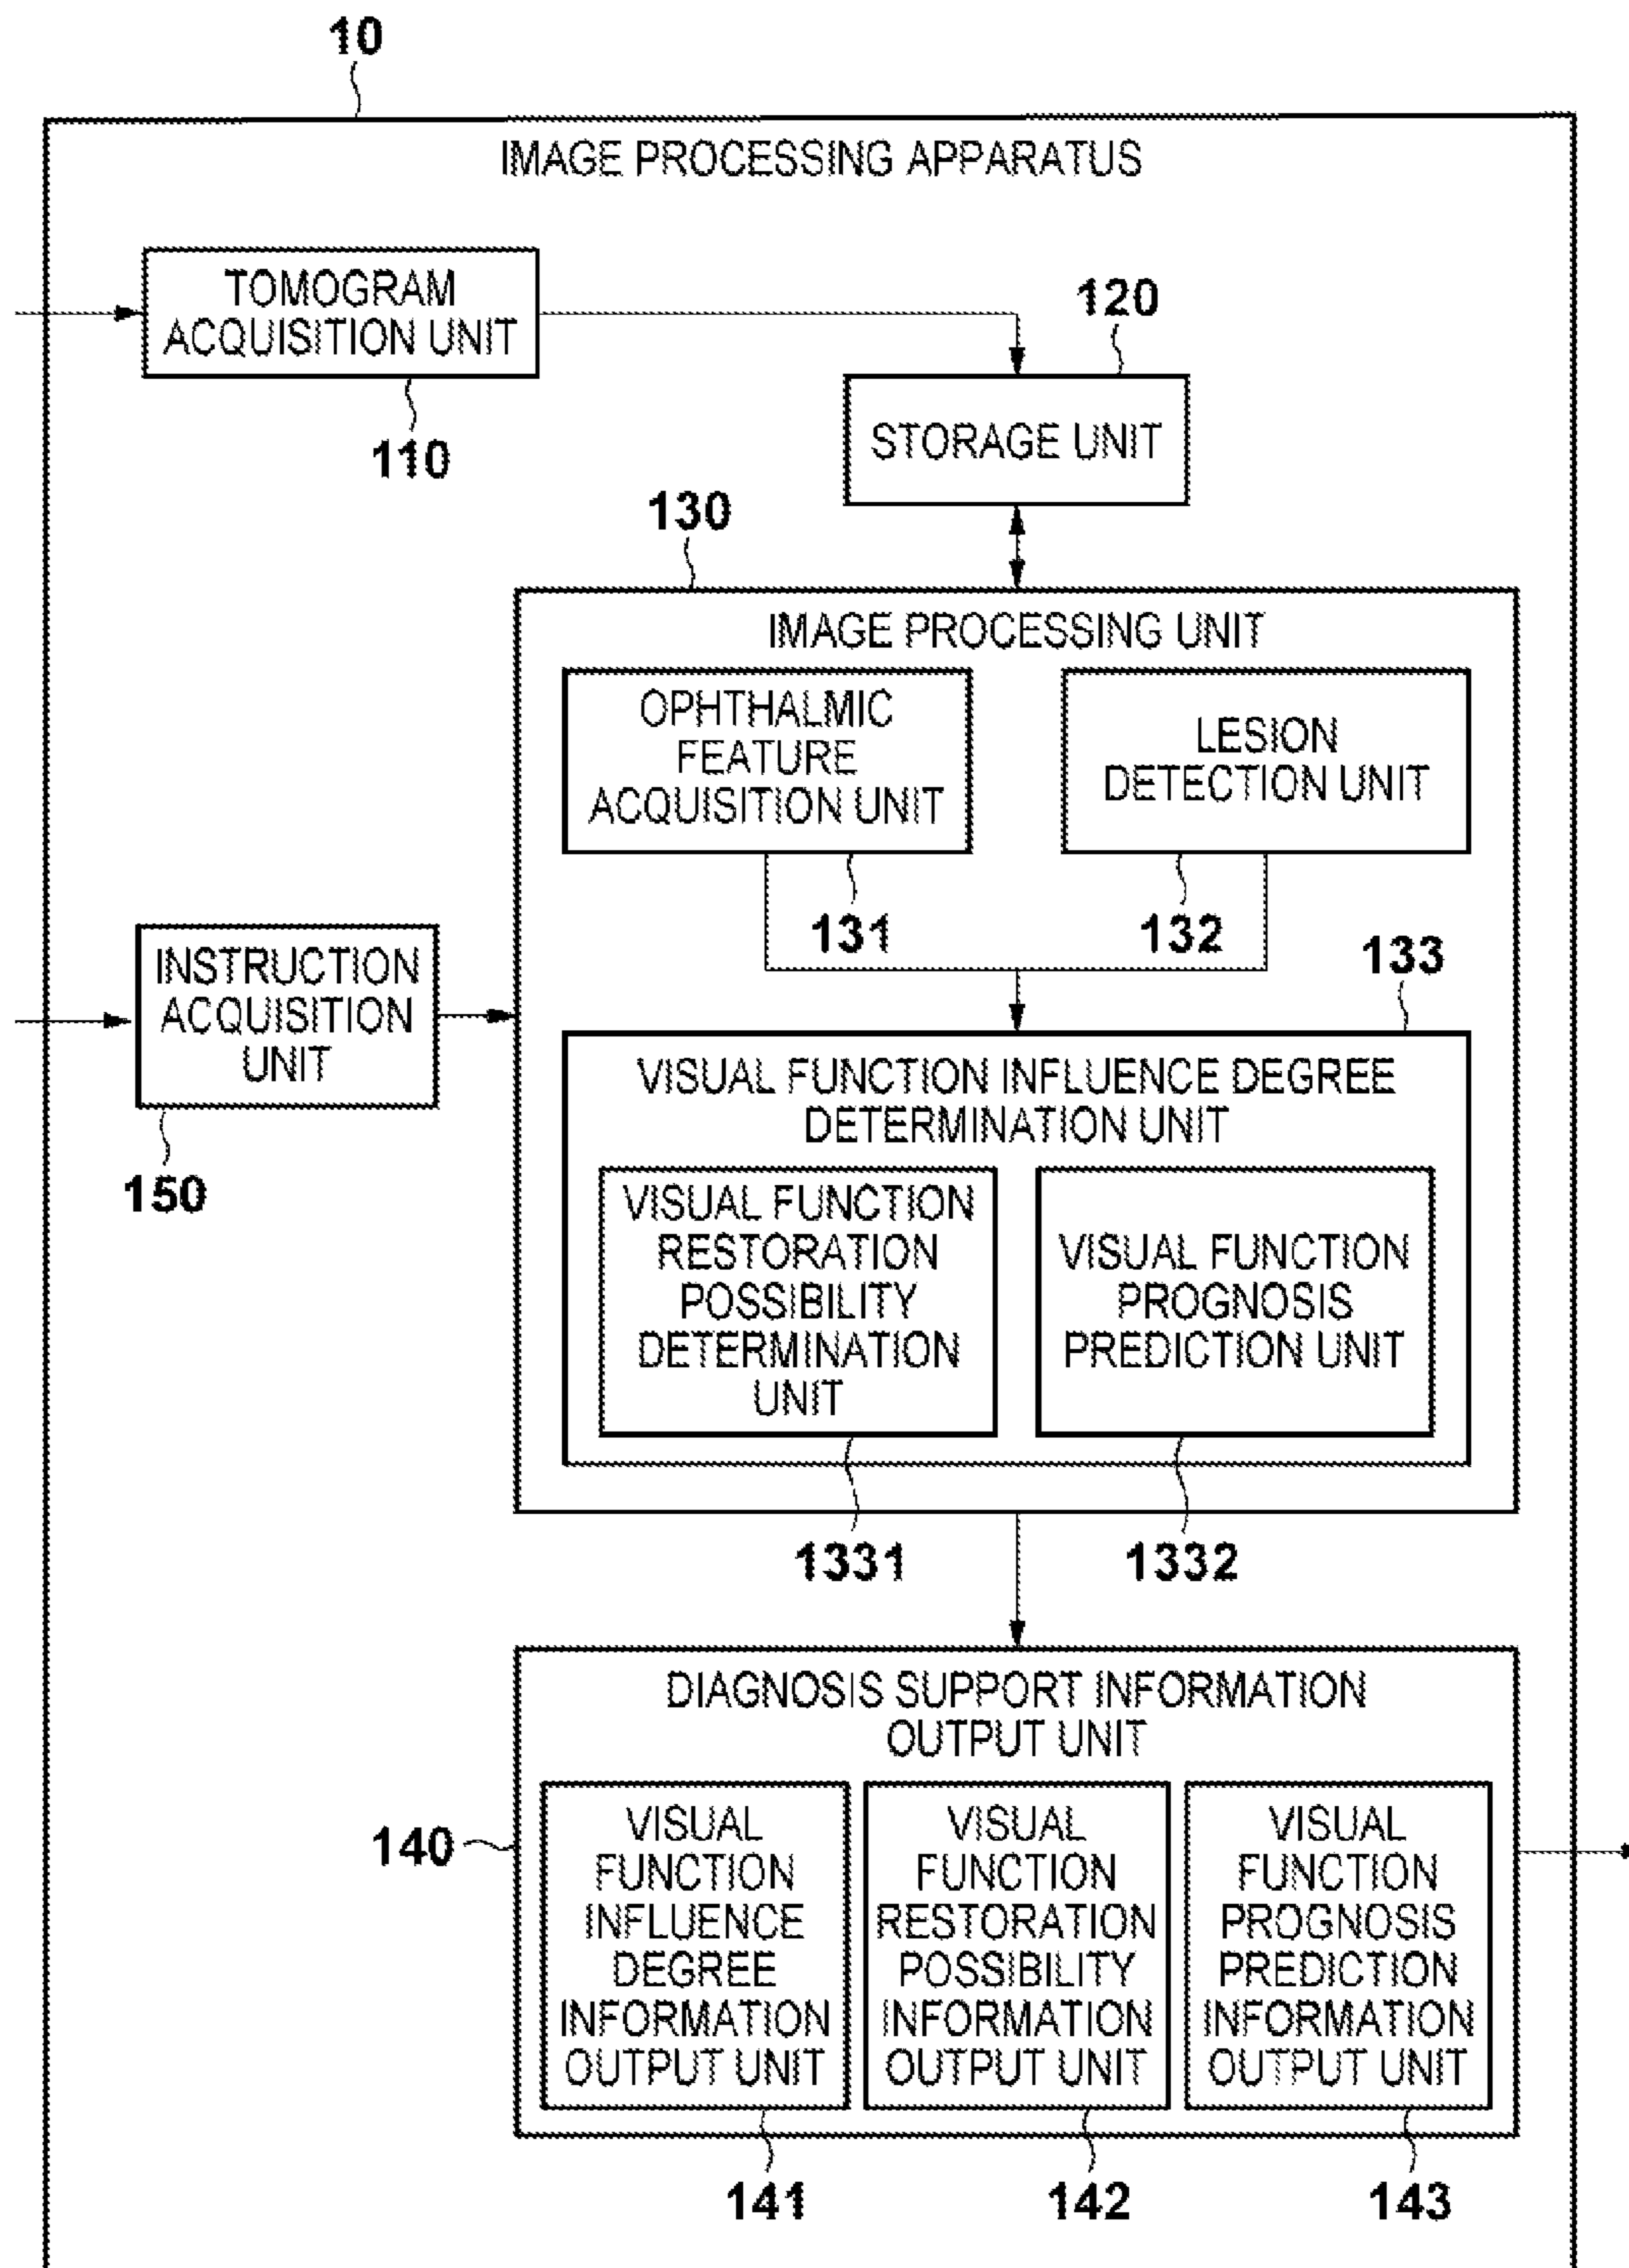 10
IMAGE PROCESSING APPARATUS
TOMOGRAM
ACQUISITION UNIT
110
120
STORAGE UNIT
130
IMAGE PROCESSING UNIT
OPHTHALMIC
FEATURE
ACQUISITION UNIT
131
LESION
DETECTION UNIT
132
133
INSTRUCTION
ACQUISITION
UNIT
150
VISUAL FUNCTION INFLUENCE DEGREE
DETERMINATION UNIT
VISUAL FUNCTION
RESTORATION
POSSIBILITY
DETERMINATION
UNIT
1331
VISUAL FUNCTION
PROGNOSIS
PREDICTION UNIT
1332
DIAGNOSIS SUPPORT INFORMATION
OUTPUT UNIT
140
VISUAL
FUNCTION
INFLUENCE
DEGREE
INFORMATION
OUTPUT UNIT
141
VISUAL
FUNCTION
RESTORATION
POSSIBILITY
INFORMATION
OUTPUT UNIT
142
VISUAL
FUNCTION
PROGNOSIS
PREDICTION
INFORMATION
OUTPUT UNIT
143